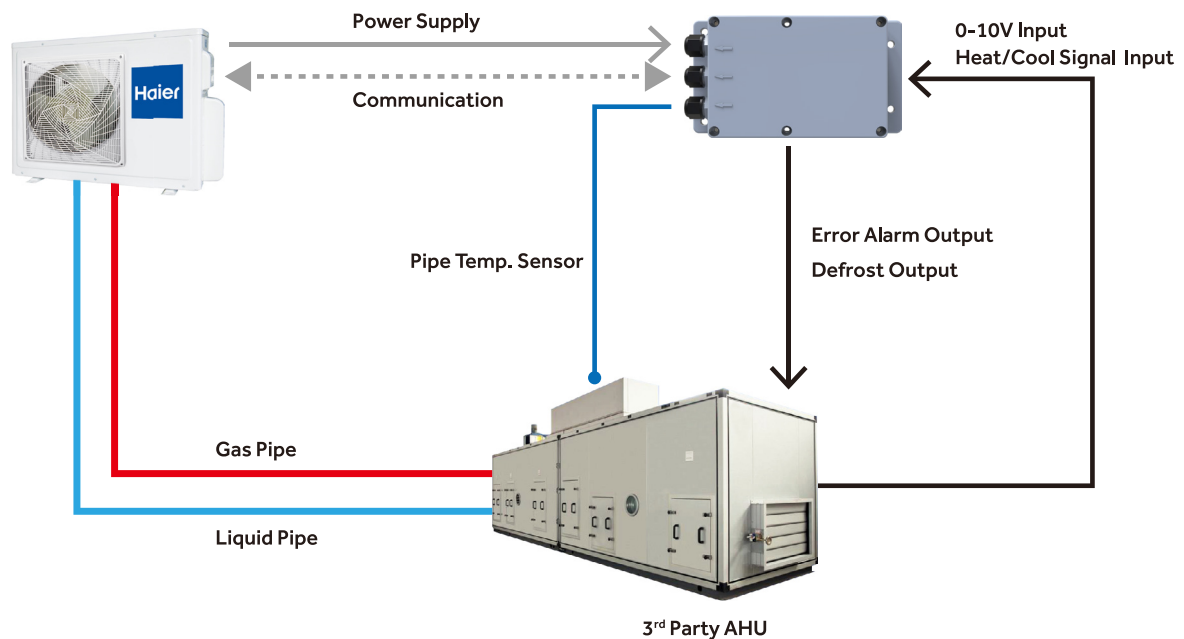 Power Supply
0-10V Input
Heat/Cool Signal Input
Haier
Communication
Error Alarm Output
Pipe Temp. Sensor
Defrost Output
Gas Pipe
Liquid Pipe
3rd Party AHU